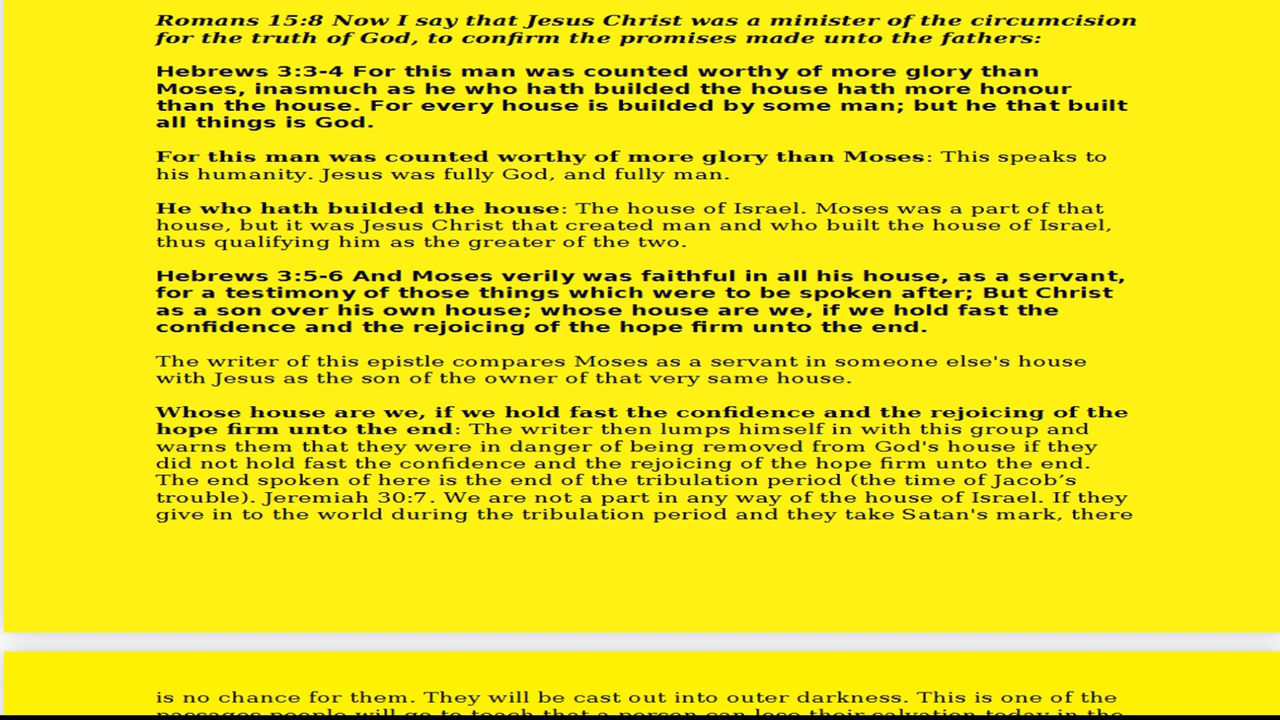 Romans 15:8 Now I say that Jesus Christ was a minister of the circumcision
for the truth of God, to confirm the promises made unto the fathers:
Hebrews 3:3-4 For this man was counted worthy of more glory than
Moses, inasmuch as he who hath builded the house hath more honour
than the house. For every house is builded by some man; but he that built
all things is God.
For this man was counted worthy of more glory than Moses: This speaks to
his humanity. Jesus was fully God, and fully man.
He who hath builded the house: The house of Israel. Moses was a part of that
house, but it was Jesus Christ that created man and who built the house of Israel,
thus qualifying him as the greater of the two.
Hebrews 3:5-6 And Moses verily was faithful in all his house, as a servant,
for a testimony of those things which were to be spoken after; But Christ
as a son over his own house; whose house are we, if we hold fast the
confidence and the rejoicing of the hope firm unto the end.
The writer of this epistle compares Moses as a servant in someone else's house
with Jesus as the son of the owner of that very same house.
Whose house are we, if we hold fast the confidence and the rejoicing of the
hope firm unto the end: The writer then lumps himself in with this group and
warns them that they were in danger of being removed from God's house if they
did not hold fast the confidence and the rejoicing of the hope firm unto the end.
The end spoken of here is the end of the tribulation period (the time of Jacob’s
trouble). Jeremiah 30:7. We are not a part in any way of the house of Israel. If they
give in to the world during the tribulation period and they take Satan's mark, there
is no chance for them. They will be cast out into outer darkness. This is one of the
passages people will go to teach that a person can lose their salvation today in the